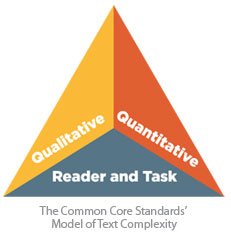 Qualitative
Quantitative
Reader and Task
The Common Core Standards’
Model of Text Complexity